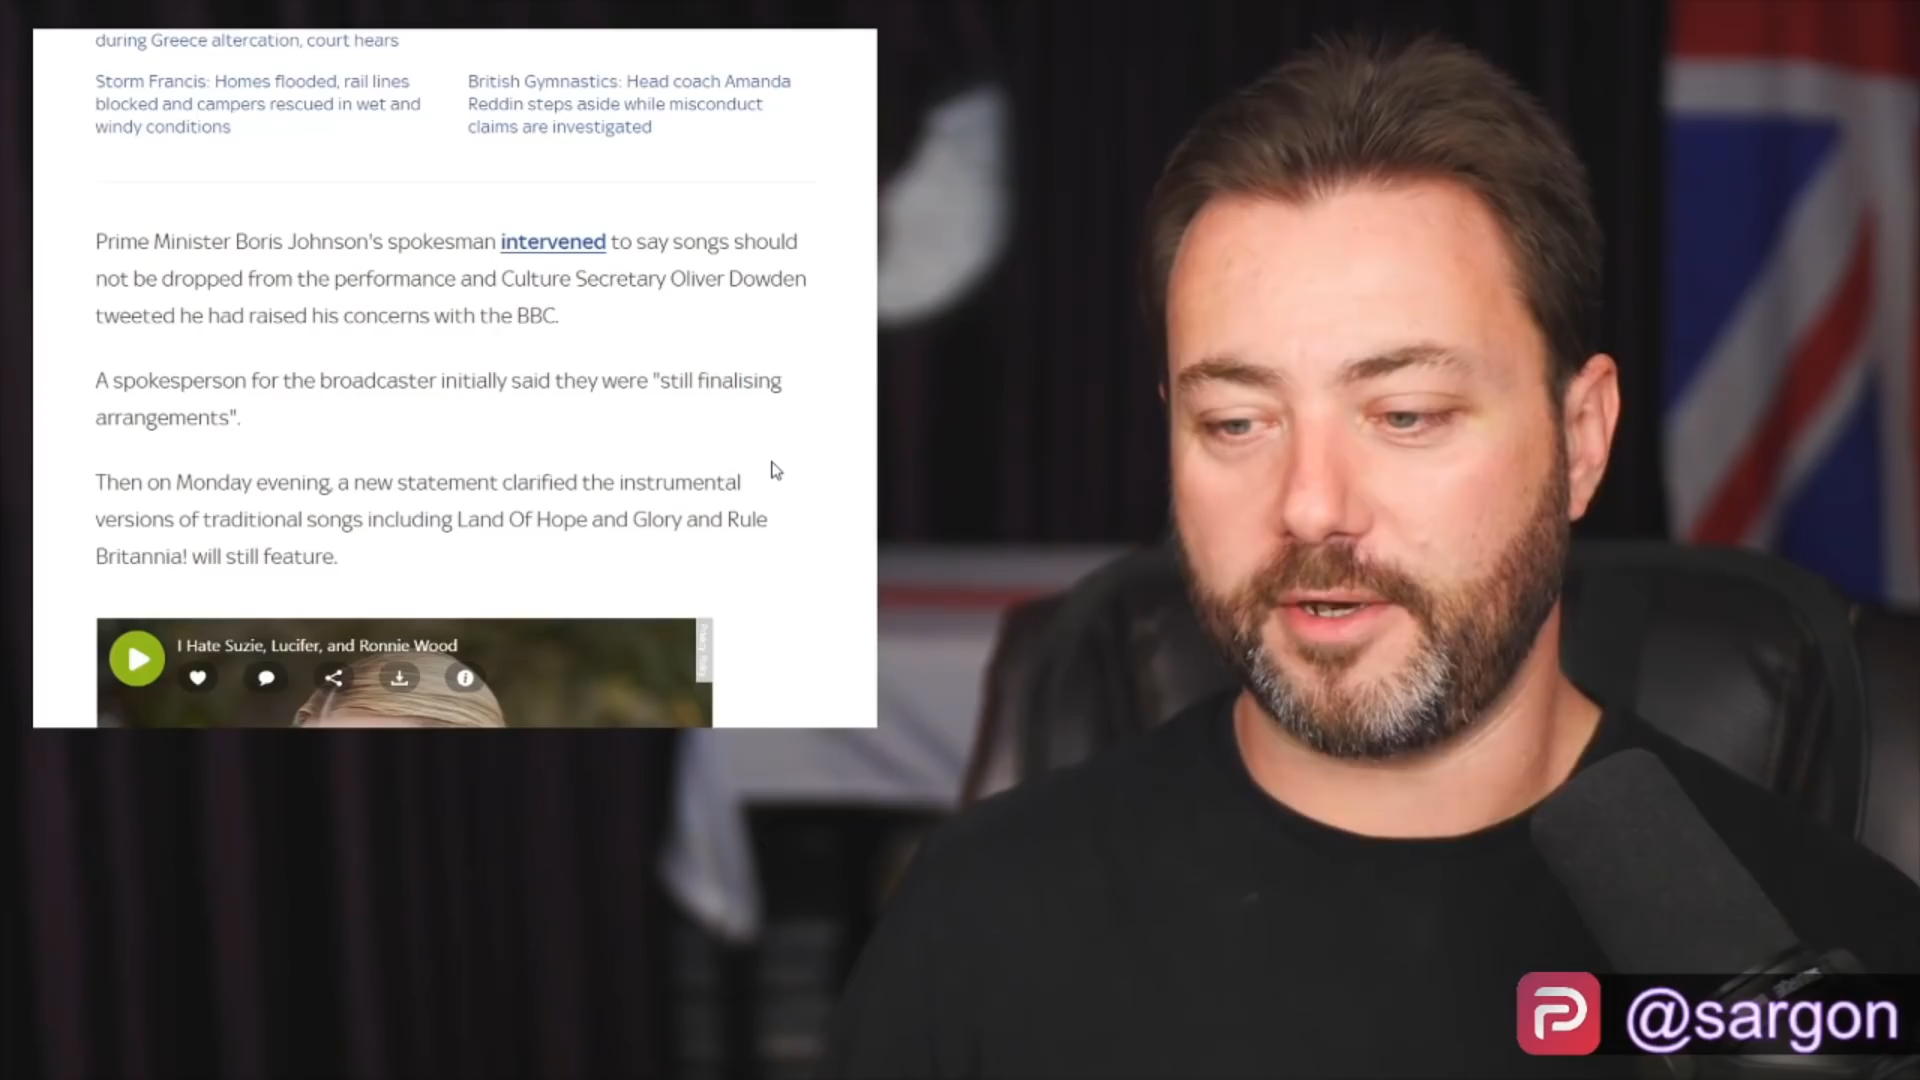 during Greece altercation, court hears
Storm Francis: Homes flooded, rail lines
blocked and campers rescued in wet and
windy conditions
British Gymnastics: Head coach Amanda
Reddin steps aside while misconduct
claims are investigated
Prime Minister Boris Johnson's spokesman intervened to say songs should
not be dropped from the performance and Culture Secretary Oliver Dowden
tweeted he had raised his concerns with the BBC.
A spokesperson for the broadcaster initially said they were "still finalising
arrangements".
Then on Monday evening, a new statement clarified the instrumental
versions of traditional songs including Land Of Hope and Glory and Rule
Britannia! will still feature.
I Hate Suzie, Lucifer, and Ronnie Wood
@sargon